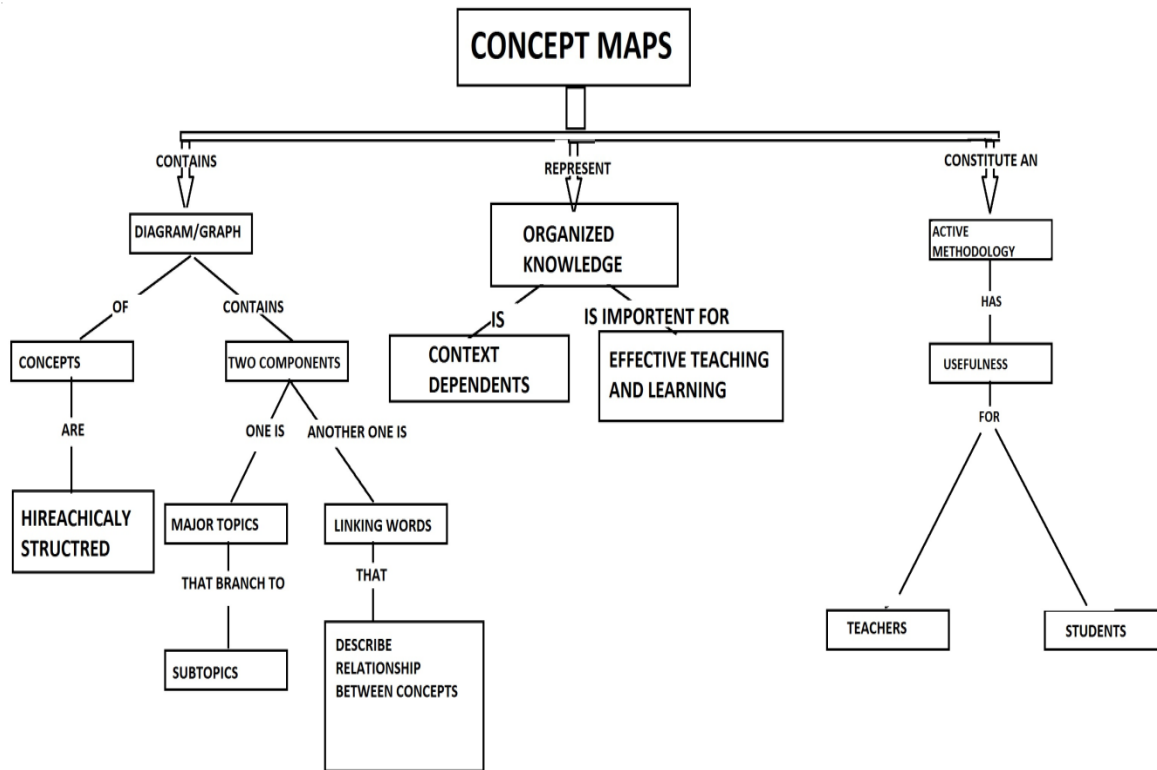 CONCEPT MAPS
CONTAINS
REPRESENT
CONSTITUTE AN
DIAGRAM/GRAPH
ORGANIZED
KNOWLEDGE
ACTIVE
METHODOLOGY
OF
CONTAINS
IS
IS IMPORTENT FOR
HAS
CONCEPTS
TWO COMPONENTS
CONTEXT
DEPENDENTS
EFFECTIVE TEACHING
AND LEARNING
USEFULNESS
ARE
ONE IS
ANOTHER ONE IS
FOR
HIREACHICALY
STRUCTRED
MAJOR TOPICS
LINKING WORDS
THAT BRANCH TO
THAT
SUBTOPICS
DESCRIBE
RELATIONSHIP
BETWEEN CONCEPTS
TEACHERS
STUDENTS